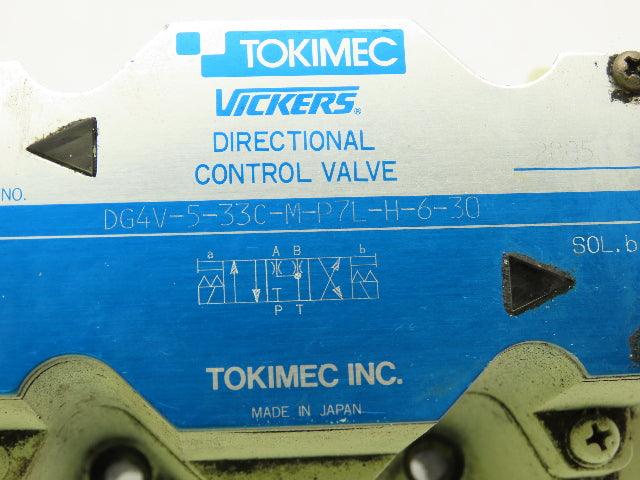 TOKIMEC
VICKERS®
DIRECTIONAL
CONTROL VALVE
NO.
DG4V-5-33C-M-P7L-H-6-30
SOL.b
a A B b
T
P T
TOKIMEC INC.
MADE IN JAPAN